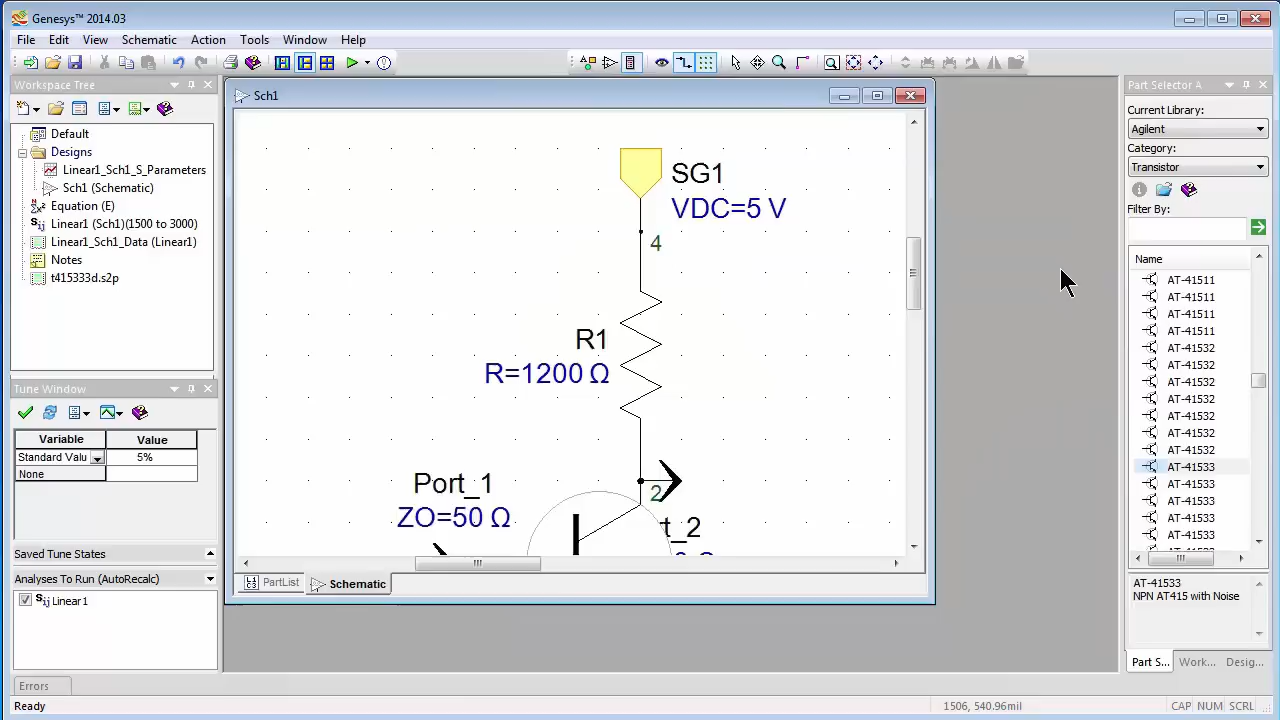 Genesys™ 2014.03
File Edit View Schematic Action Tools Window Help
Workspace Tree
Default
Designs
Linear1_Sch1_S_Parameters
Sch1 (Schematic)
Equation (E)
Linear1 (Sch1)(1500 to 3000)
Linear1_Sch1_Data (Linear1)
Notes
t415333d.s2p
Tune Window
Variable Value
Standard Valu 5%
None
Saved Tune States
Analyses To Run (AutoRecalc)
Linear1
Errors
Ready
Sch1
SG1
VDC=5 V
4
R1
R=1200 Ω
Port_1
ZO=50 Ω
2
t_2
PartList Schematic
Part Selector A
Current Library:
Agilent
Category:
Transistor
Filter By:
Name
AT-41511
AT-41511
AT-41511
AT-41511
AT-41532
AT-41532
AT-41532
AT-41532
AT-41532
AT-41532
AT-41532
AT-41533
AT-41533
AT-41533
AT-41533
AT-41533
AT-41533
NPN AT415 with Noise
Part S... Work... Desig...
1506, 540.96mil
CAP NUM SCRL